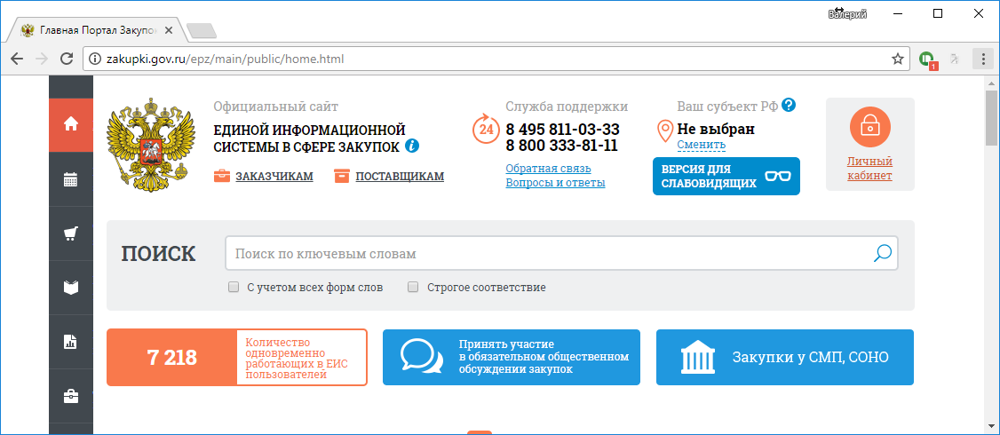 Валерий
Главная Портал Закупо
zakupki.gov.ru/epz/main/public/home.html
1
Официальный сайт
ЕДИНОЙ ИНФОРМАЦИОННОЙ
СИСТЕМЫ В СФЕРЕ ЗАКУПОК i
ЗАКАЗЧИКАМ
ПОСТАВЩИКАМ
24
Служба поддержки
8 495 811-03-33
8 800 333-81-11
Обратная связь
Вопросы и ответы
Ваш субъект РФ ?
Не выбран
Сменить
ВЕРСИЯ ДЛЯ
СЛАБОВИДЯЩИХ
Личный
кабинет
ПОИСК
Поиск по ключевым словам
С учетом всех форм слов
Строгое соответствие
7 218
Количество
одновременно
работающих в ЕИС
пользователей
Принять участие
в обязательном общественном
обсуждении закупок
Закупки у СМП, СОНО